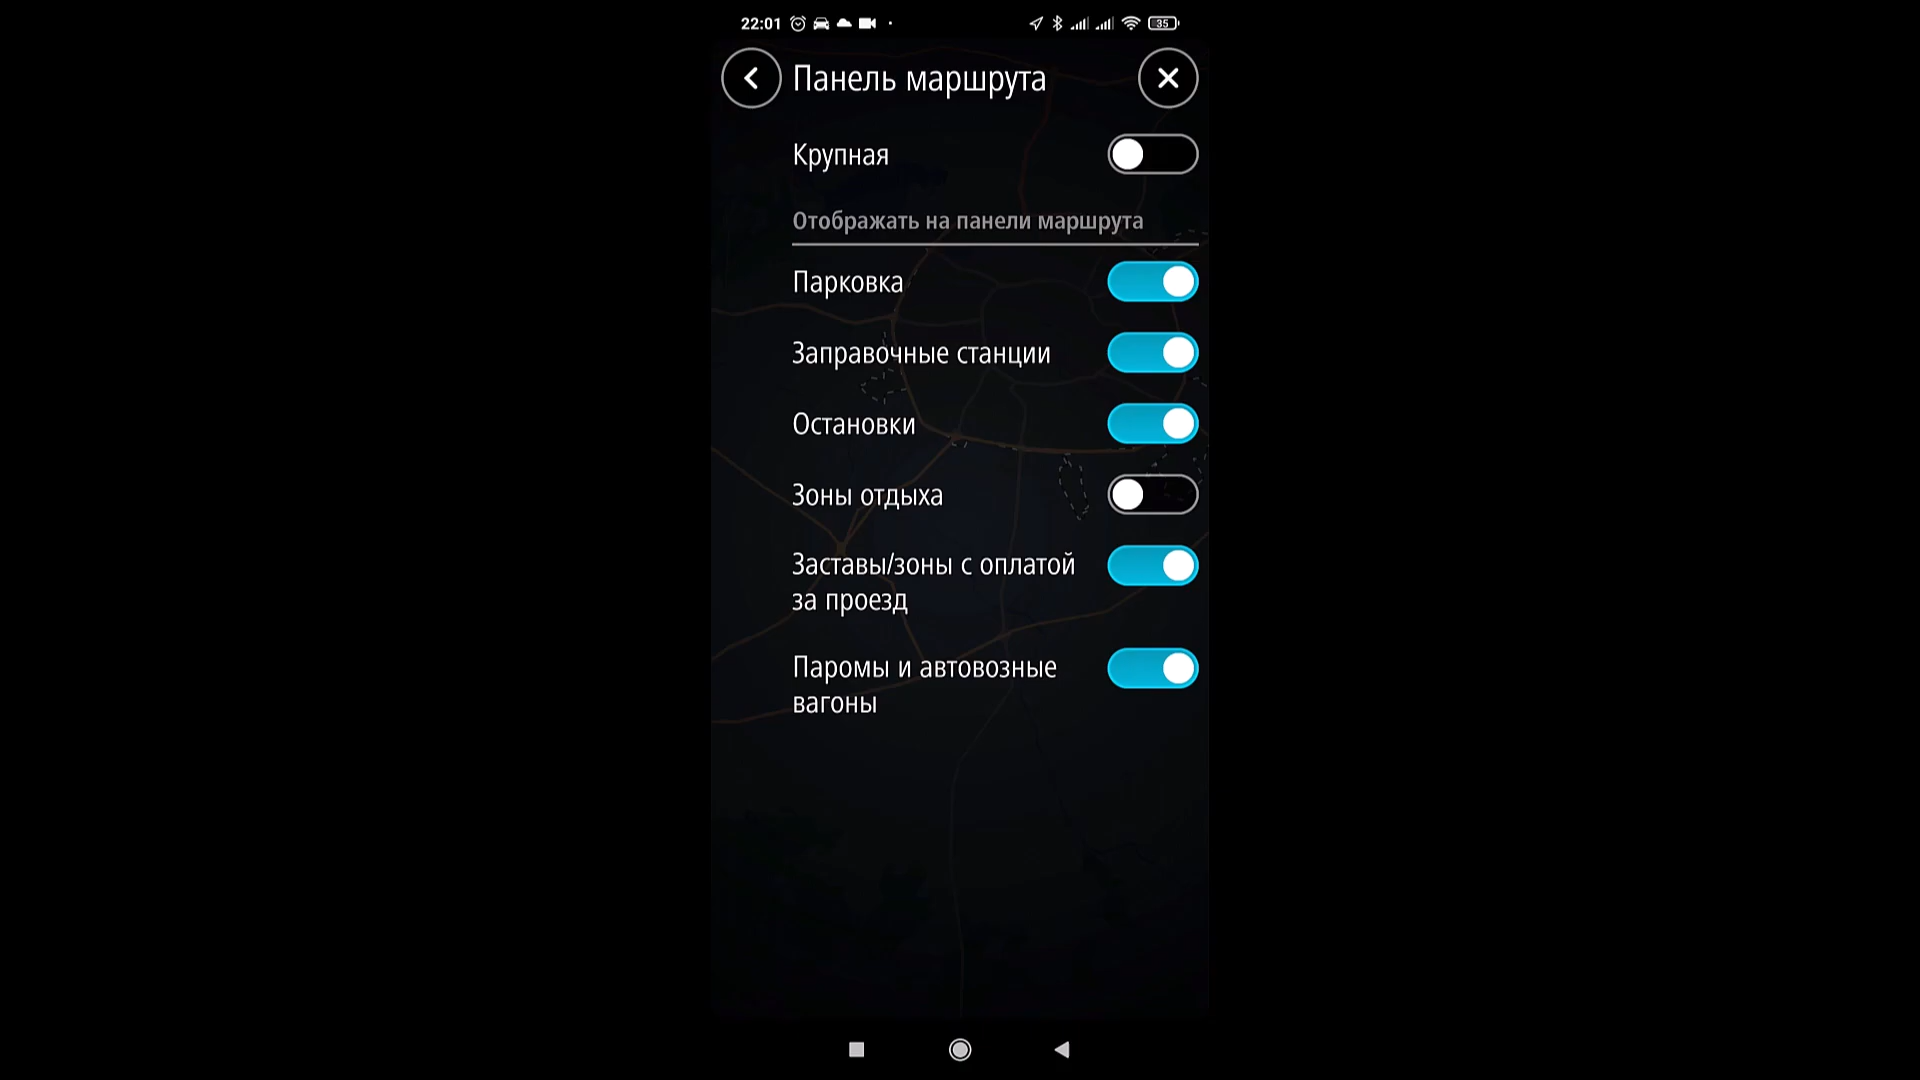 22:01
35
Панель маршрута
Крупная
Отображать на панели маршрута
Парковка
Заправочные станции
Остановки
Зоны отдыха
Заставы/зоны с оплатой
за проезд
Паромы и автовозные
вагоны